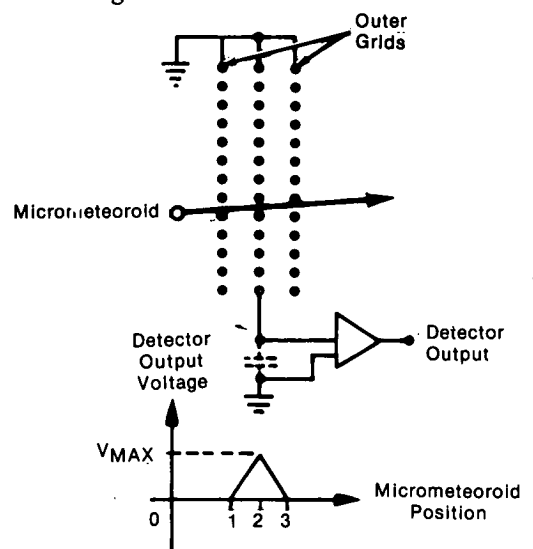 Outer
Grids
Micrometeoroid
Detector
Output
Voltage
Detector
Output
VMAX
0
1 2 3
Micrometeoroid
Position